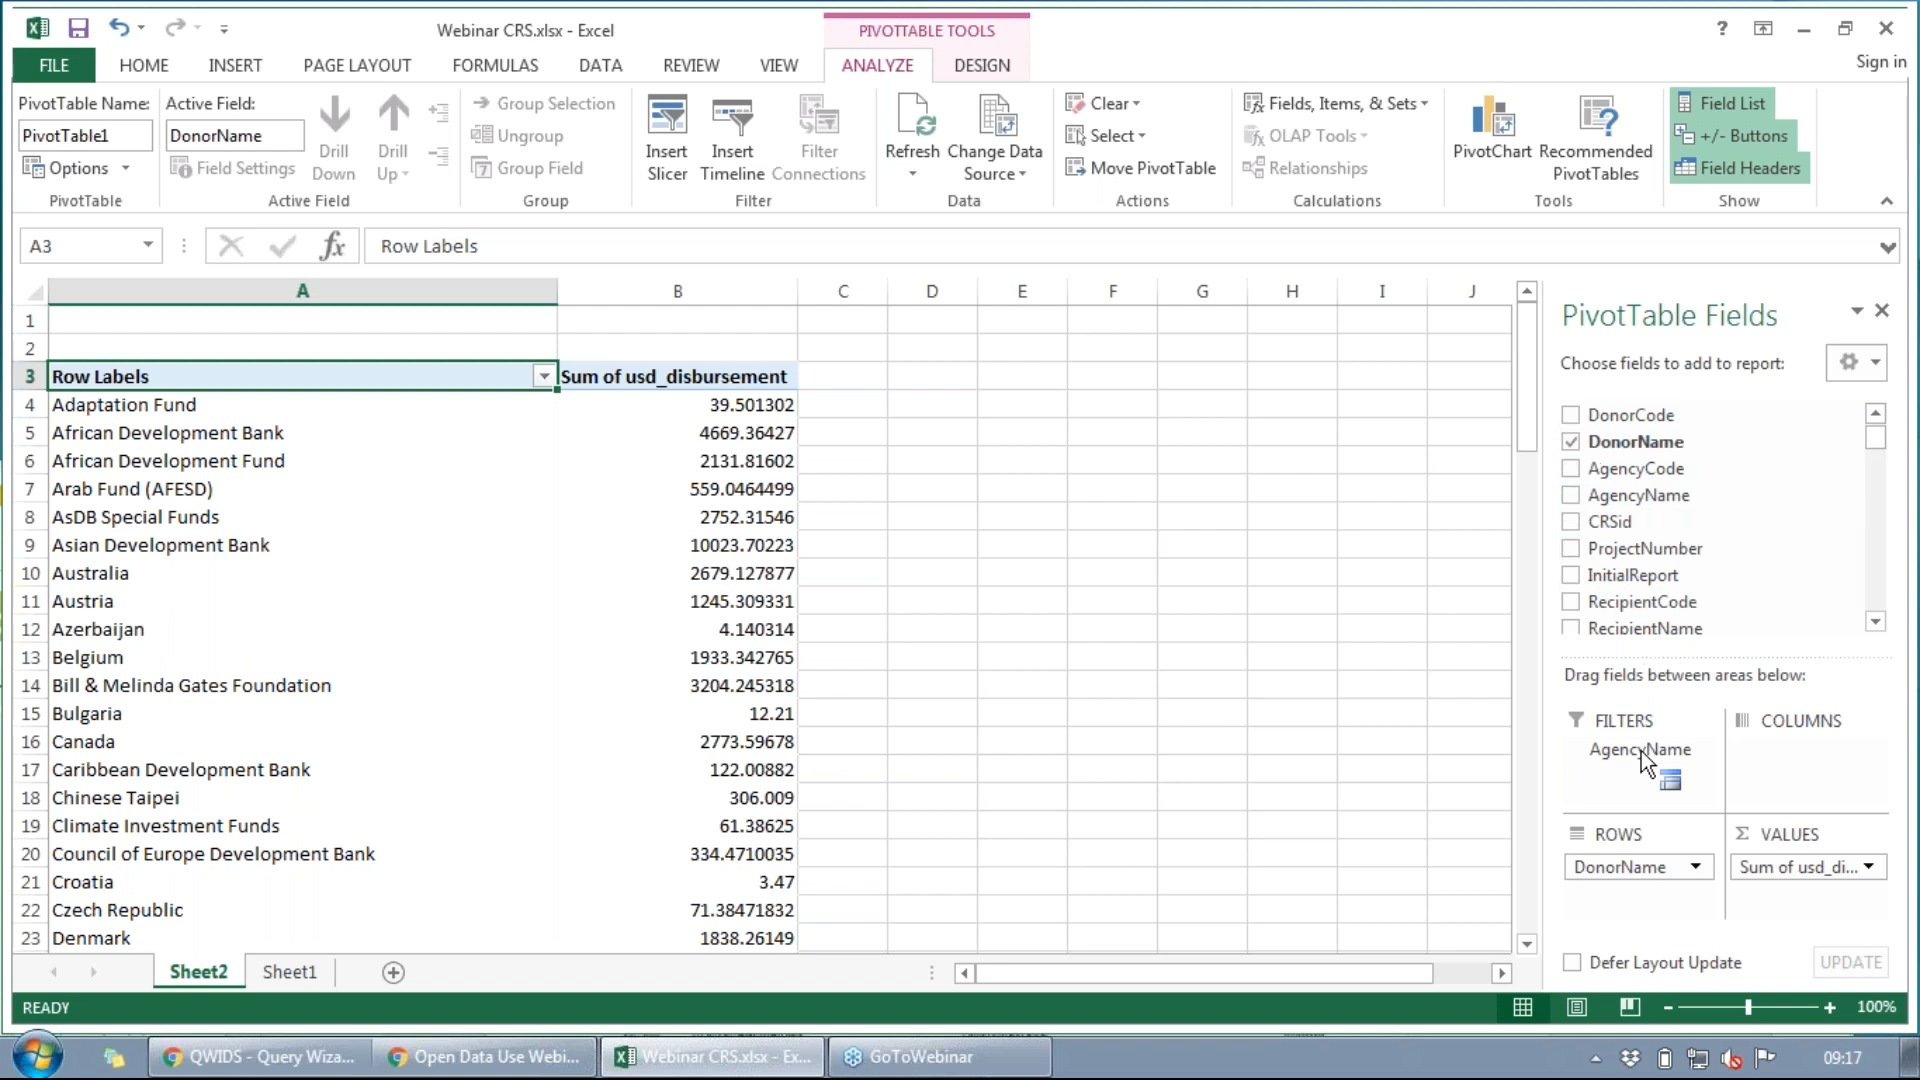 Webinar CRS.xlsx - Excel
PIVOTTABLE TOOLS
?
Sign in
FILE
HOME
INSERT
PAGE LAYOUT
FORMULAS
DATA
REVIEW
VIEW
ANALYZE
DESIGN
PivotTable Name:
PivotTable1
Options
PivotTable
Active Field:
DonorName
Field Settings
Drill
Down
Drill
Up
Active Field
Group Selection
Ungroup
Group Field
Group
Insert
Slicer
Insert
Timeline
Filter
Connections
Filter
Refresh
Change Data
Source
Data
Clear
Select
Move PivotTable
Actions
Fields, Items, & Sets
OLAP Tools
Relationships
Calculations
PivotChart
Recommended
PivotTables
Tools
Field List
+/- Buttons
Field Headers
Show
A3
fx
Row Labels
A B C D E F G H I J
1
2
3 Row Labels Sum of usd_disbursement
4 Adaptation Fund 39.501302
5 African Development Bank 4669.36427
6 African Development Fund 2131.81602
7 Arab Fund (AFESD) 559.0464499
8 AsDB Special Funds 2752.31546
9 Asian Development Bank 10023.70223
10 Australia 2679.127877
11 Austria 1245.309331
12 Azerbaijan 4.140314
13 Belgium 1933.342765
14 Bill & Melinda Gates Foundation 3204.245318
15 Bulgaria 12.21
16 Canada 2773.59678
17 Caribbean Development Bank 122.00882
18 Chinese Taipei 306.009
19 Climate Investment Funds 61.38625
20 Council of Europe Development Bank 334.4710035
21 Croatia 3.47
22 Czech Republic 71.38471832
23 Denmark 1838.26149
PivotTable Fields
Choose fields to add to report:
DonorCode
DonorName
AgencyCode
AgencyName
CRSid
ProjectNumber
InitialReport
RecipientCode
RecipientName
Drag fields between areas below:
FILTERS
AgencyName
COLUMNS
ROWS
DonorName
Σ VALUES
Sum of usd_di...
Defer Layout Update
UPDATE
Sheet2
Sheet1
READY
100%
QWIDS - Query Wiza...
Open Data Use Webi...
Webinar CRS.xlsx - Ex...
GoToWebinar
09:17